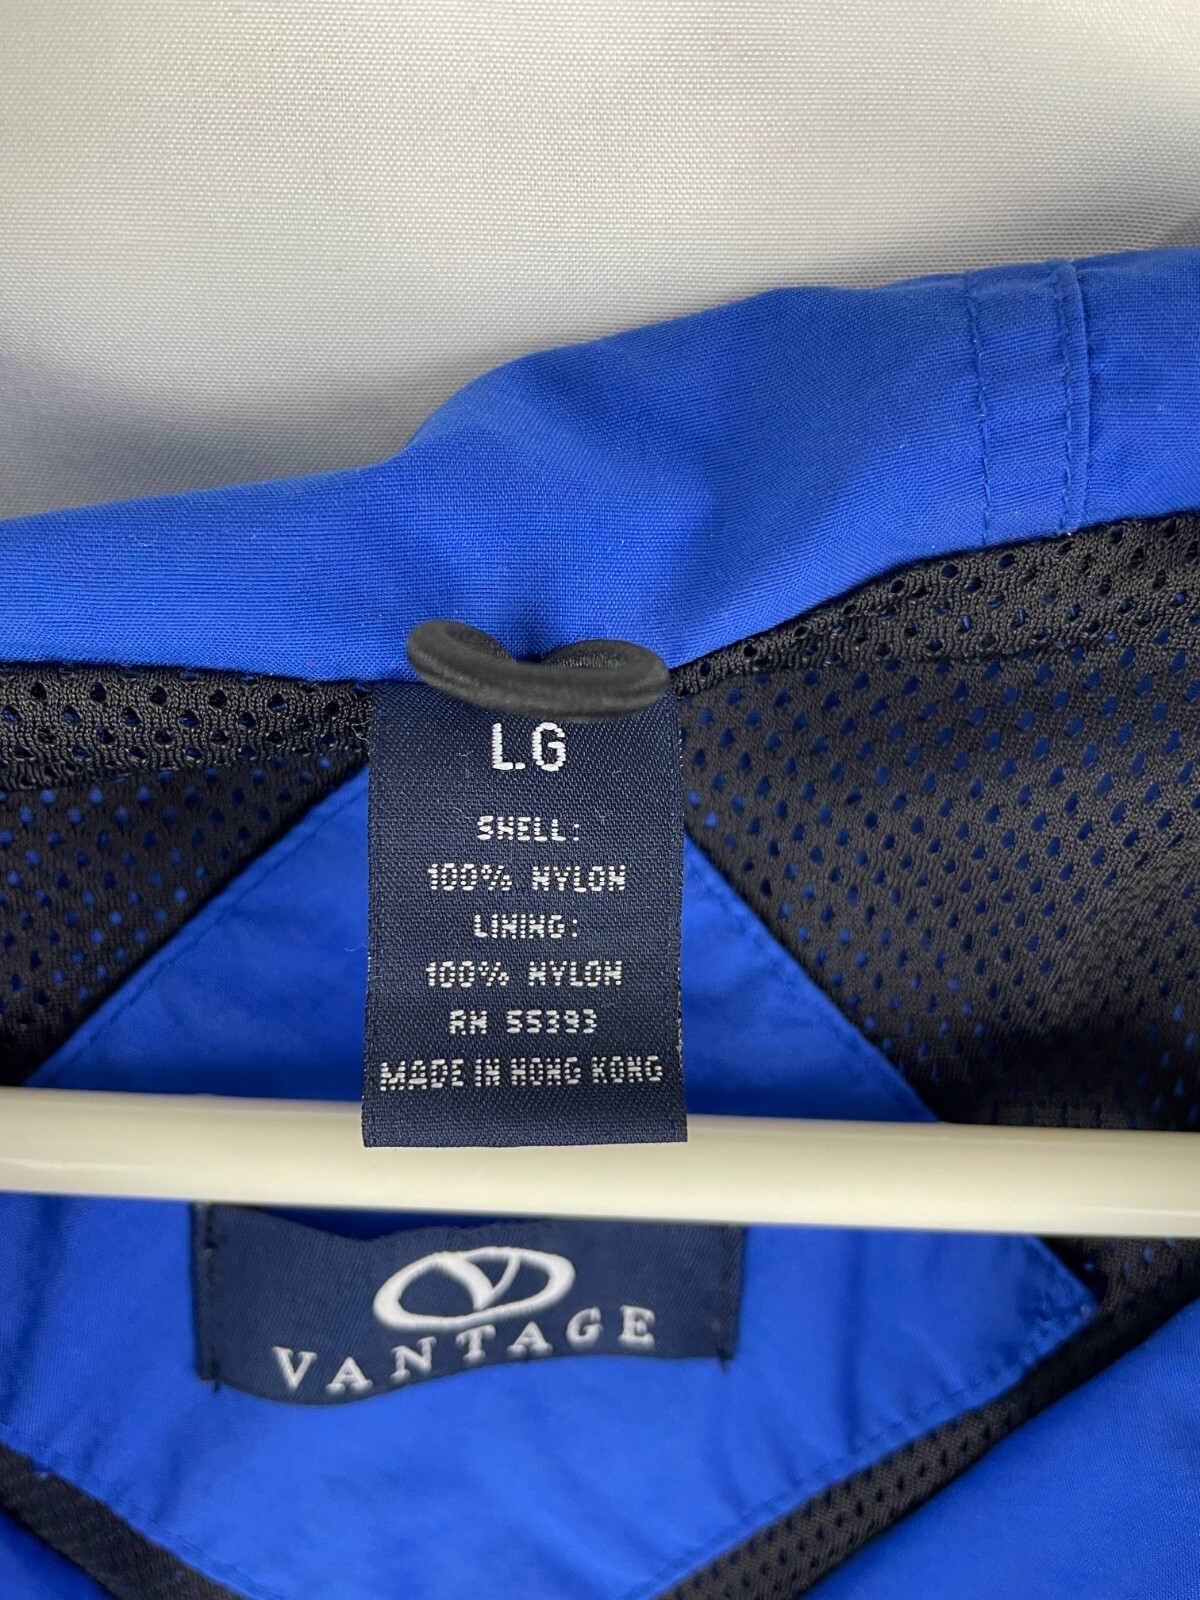 LG
SHELL:
100% NYLON
LINING:
100% NYLON
RN 55393
MADE IN HONG KONG
VANTAGE